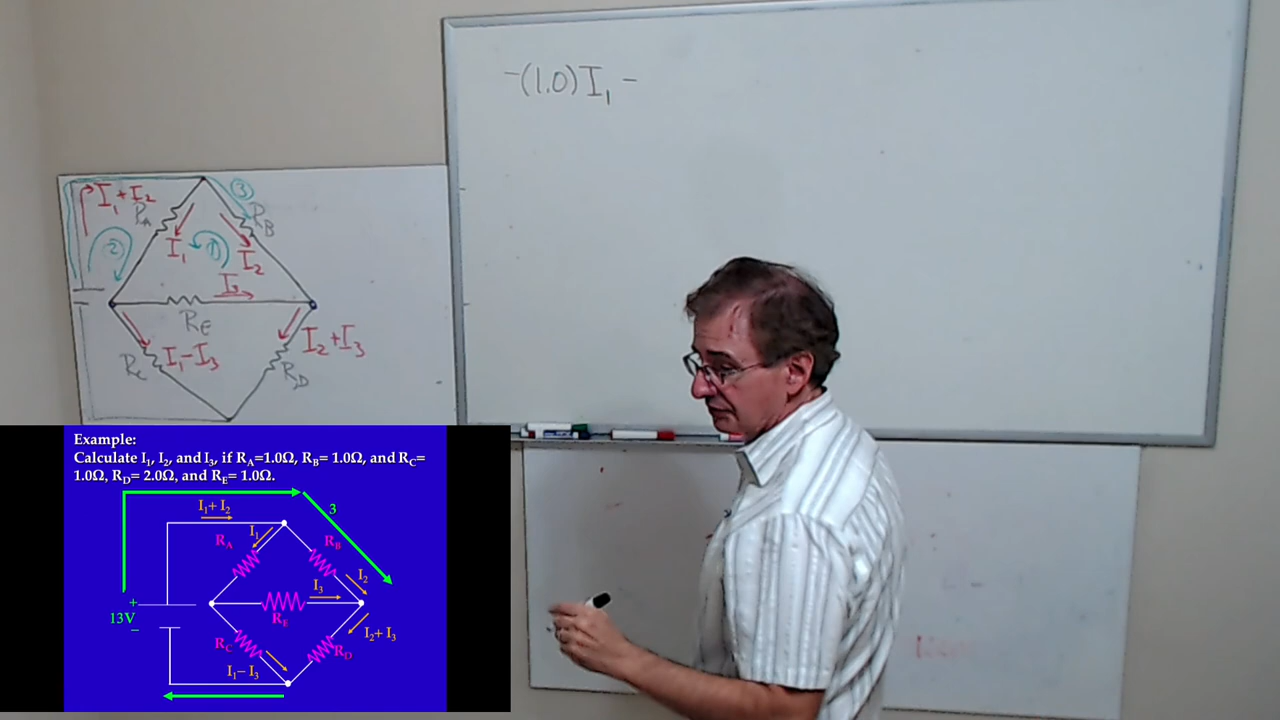 -(1.0)I₁ -
I₁+I₂
③
R_A
R_B
②
①
I₁
I₂
I₃
R_E
I₂+I₃
R_C
I₁-I₃
R_D
Example:
Calculate I₁, I₂, and I₃, if R_A=1.0Ω, R_B= 1.0Ω, and R_C=
1.0Ω, R_D= 2.0Ω, and R_E= 1.0Ω.
I₁+ I₂
3
I₁
R_A
R_B
I₂
I₃
+
13V
−
R_E
I₂+ I₃
R_C
R_D
I₁− I₃